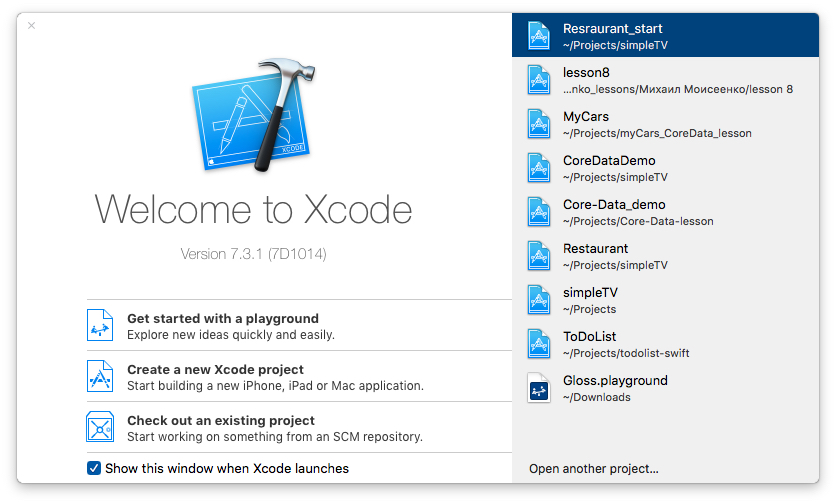 XCODE
Welcome to Xcode
Version 7.3.1 (7D1014)
Get started with a playground
Explore new ideas quickly and easily.
Create a new Xcode project
Start building a new iPhone, iPad or Mac application.
Check out an existing project
Start working on something from an SCM repository.
Show this window when Xcode launches
Resraurant_start
~/Projects/simpleTV
lesson8
...nko_lessons/Михаил Моисеенко/lesson 8
MyCars
~/Projects/myCars_CoreData_lesson
CoreDataDemo
~/Projects/simpleTV
Core-Data_demo
~/Projects/Core-Data-lesson
Restaurant
~/Projects/simpleTV
simpleTV
~/Projects
ToDoList
~/Projects/todolist-swift
Gloss.playground
~/Downloads
Open another project...